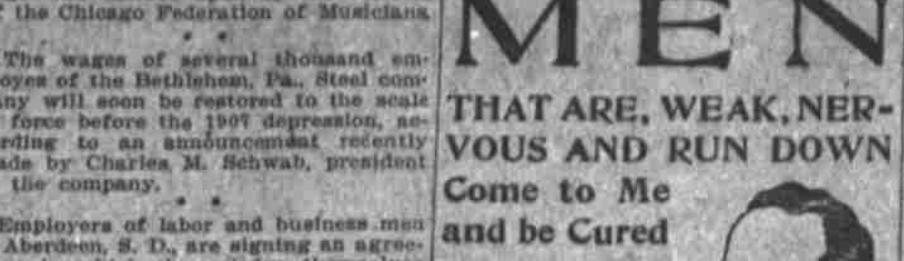 the Chicago Federation of Musicians
* *
The wages of several thousand em-
oyes of the Bethlehem, Pa., Steel com-
any will soon be restored to the scale
force before the 1907 depression, ac-
rding to an announcement recently
ade by Charles M. Schwab, president
the company.
* *
Employers of labor and business men
Aberdeen, S. D., are signing an agree-
MEN
THAT ARE, WEAK, NER-
VOUS AND RUN DOWN
Come to Me
and be Cured